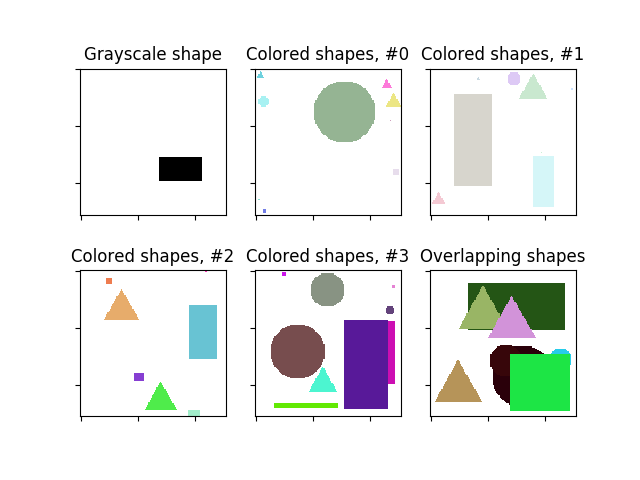 Grayscale shape
Colored shapes, #0
Colored shapes, #1
Colored shapes, #2
Colored shapes, #3
Overlapping shapes